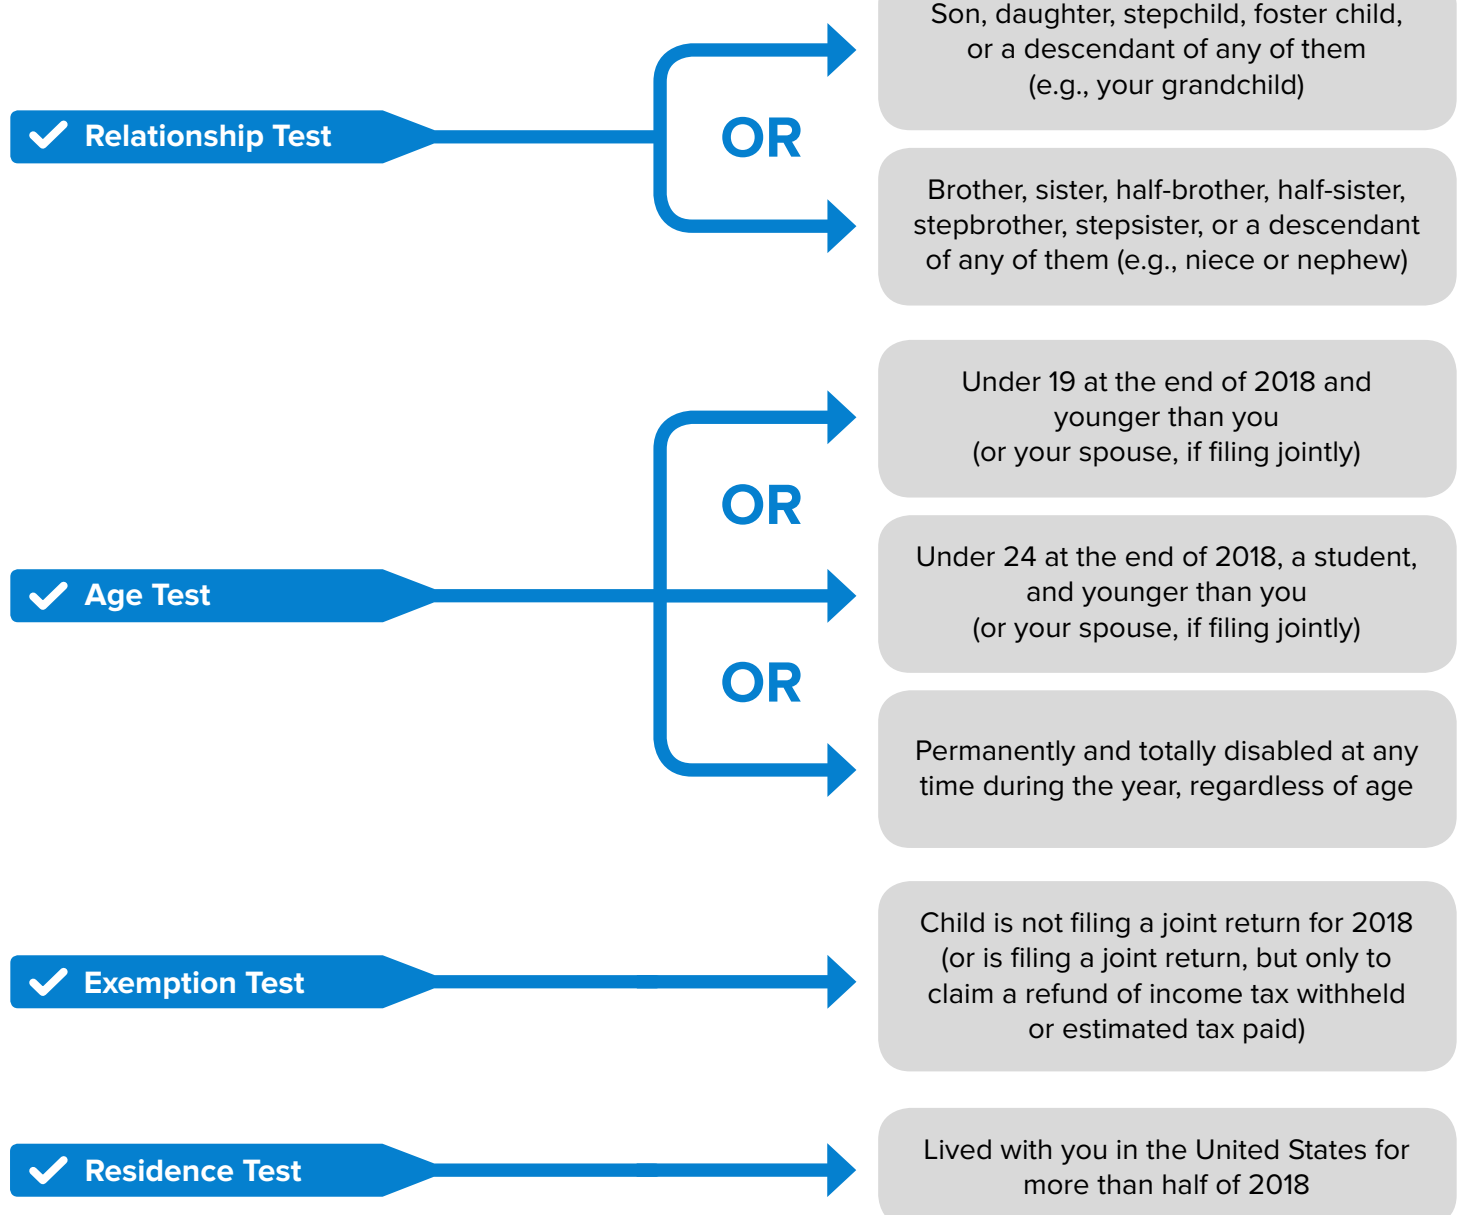 Relationship Test
Son, daughter, stepchild, foster child,
or a descendant of any of them
(e.g., your grandchild)
OR
Brother, sister, half-brother, half-sister,
stepbrother, stepsister, or a descendant
of any of them (e.g., niece or nephew)
Age Test
Under 19 at the end of 2018 and
younger than you
(or your spouse, if filing jointly)
OR
Under 24 at the end of 2018, a student,
and younger than you
(or your spouse, if filing jointly)
OR
Permanently and totally disabled at any
time during the year, regardless of age
Exemption Test
Child is not filing a joint return for 2018
(or is filing a joint return, but only to
claim a refund of income tax withheld
or estimated tax paid)
Residence Test
Lived with you in the United States for
more than half of 2018